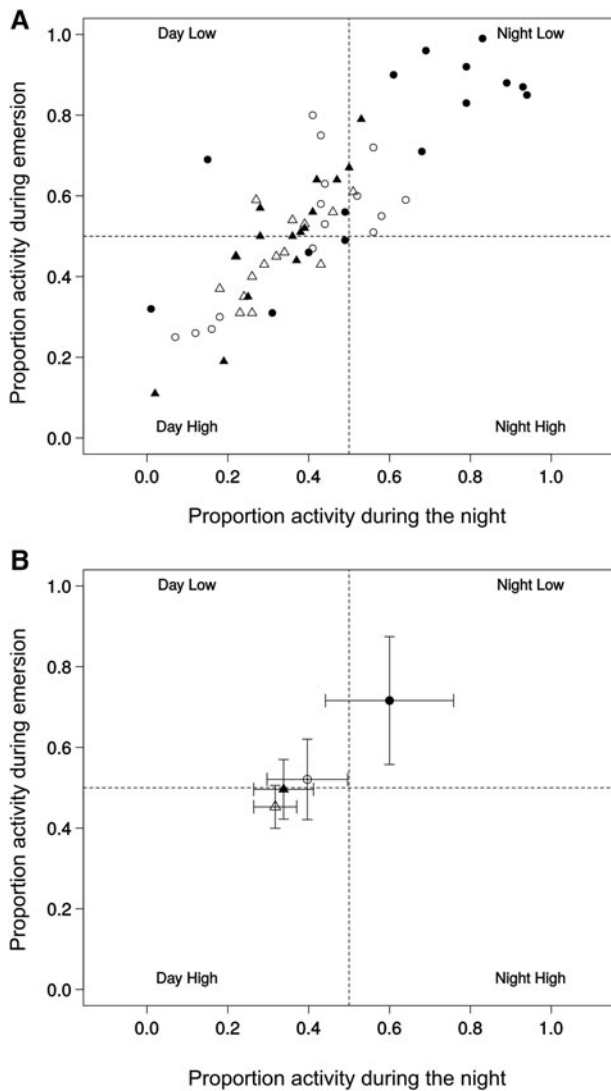 A
Day Low Night Low
1.0
0.8
0.6
0.4
0.2
0.0
Proportion activity during emersion
Day High Night High
0.0 0.2 0.4 0.6 0.8 1.0
Proportion activity during the night
B
Day Low Night Low
1.0
0.8
0.6
0.4
0.2
0.0
Proportion activity during emersion
Day High Night High
0.0 0.2 0.4 0.6 0.8 1.0
Proportion activity during the night